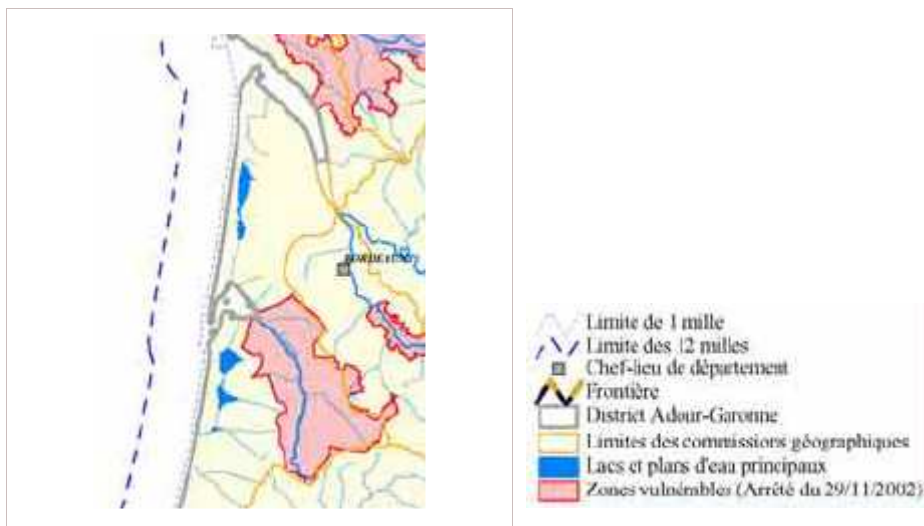 BORDEAUX
Limite de 1 mille
Limite des 12 milles
Chef-lieu de département
Frontière
District Adour-Garonne
Limites des commissions géographiques
Lacs et plans d'eau principaux
Zones vulnérables (Arrêté du 29/11/2002)